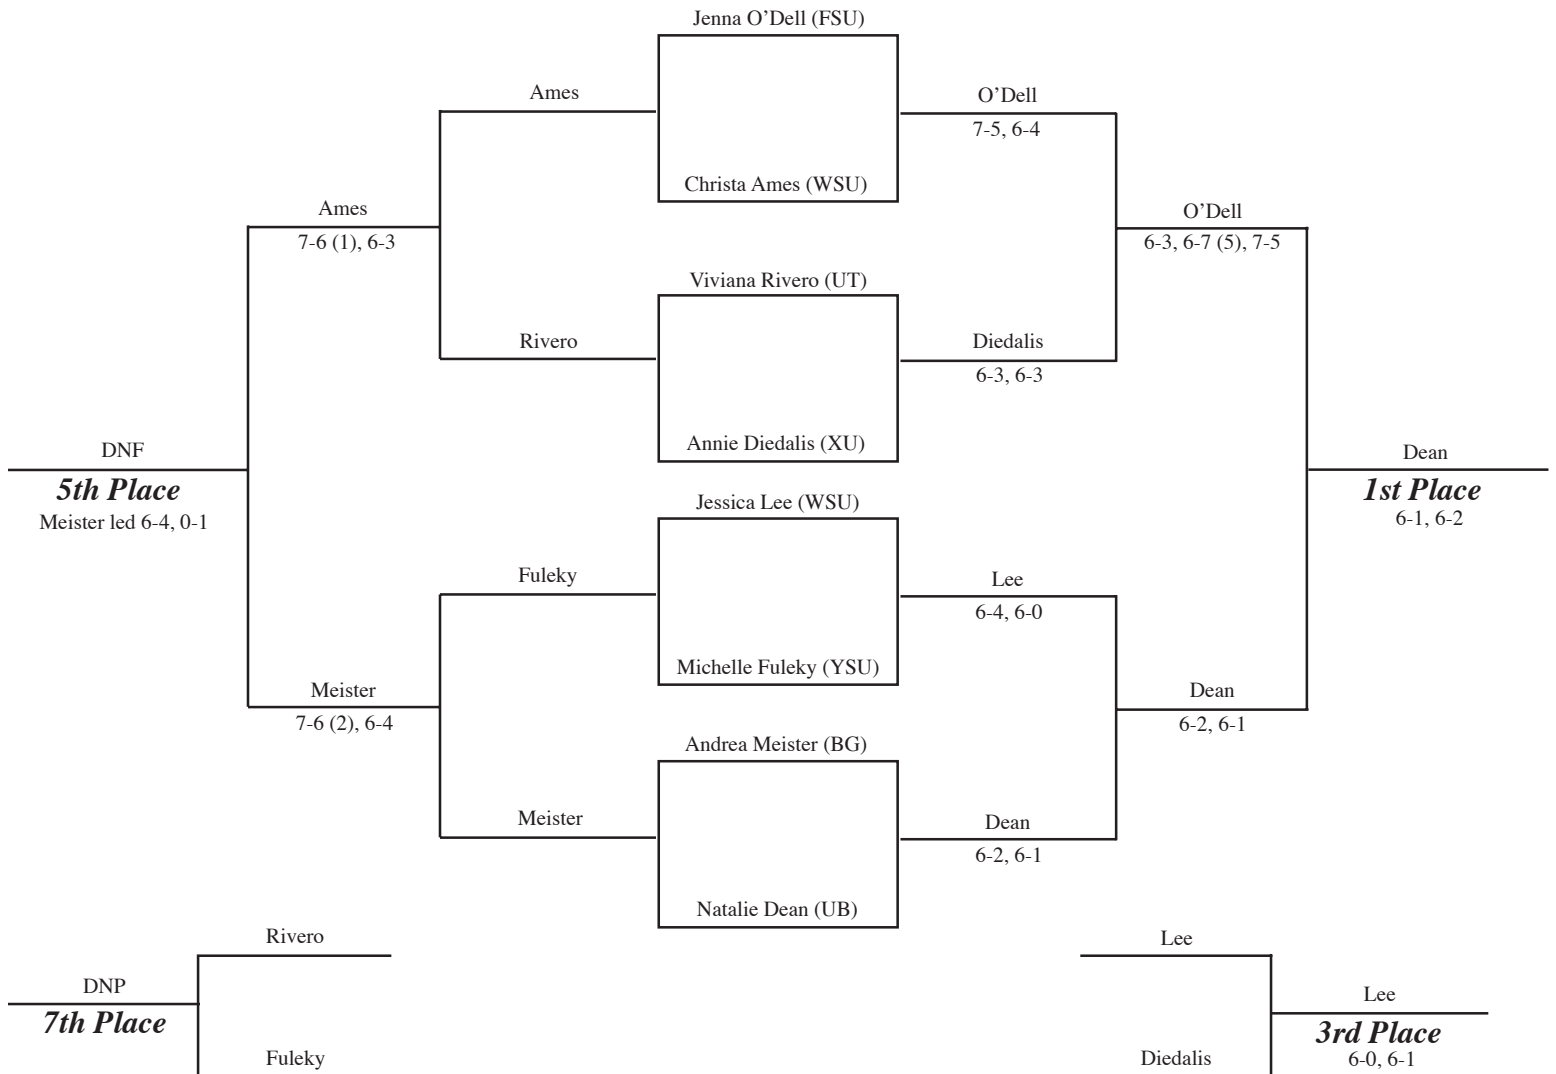 Jenna O’Dell (FSU)
Ames
O’Dell
7-5, 6-4
Christa Ames (WSU)
Ames
7-6 (1), 6-3
O’Dell
6-3, 6-7 (5), 7-5
Viviana Rivero (UT)
Rivero
Diedalis
6-3, 6-3
Annie Diedalis (XU)
DNF
5th Place
Meister led 6-4, 0-1
Dean
1st Place
6-1, 6-2
Jessica Lee (WSU)
Fuleky
Lee
6-4, 6-0
Michelle Fuleky (YSU)
Meister
7-6 (2), 6-4
Dean
6-2, 6-1
Andrea Meister (BG)
Meister
Dean
6-2, 6-1
Natalie Dean (UB)
Rivero
DNP
7th Place
Fuleky
Lee
Lee
3rd Place
6-0, 6-1
Diedalis